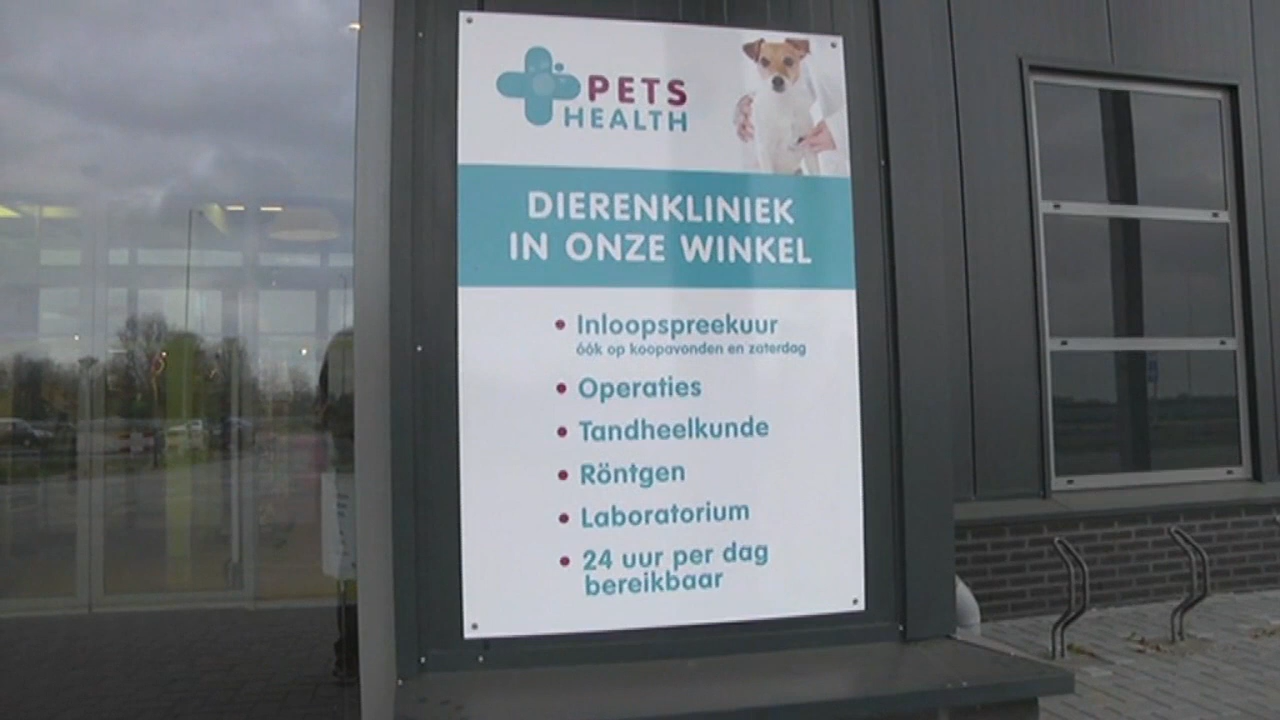 PETS
HEALTH
DIERENKLINIEK
IN ONZE WINKEL
• Inloopspreekuur
óók op koopavonden en zaterdag
• Operaties
• Tandheelkunde
• Röntgen
• Laboratorium
• 24 uur per dag
bereikbaar